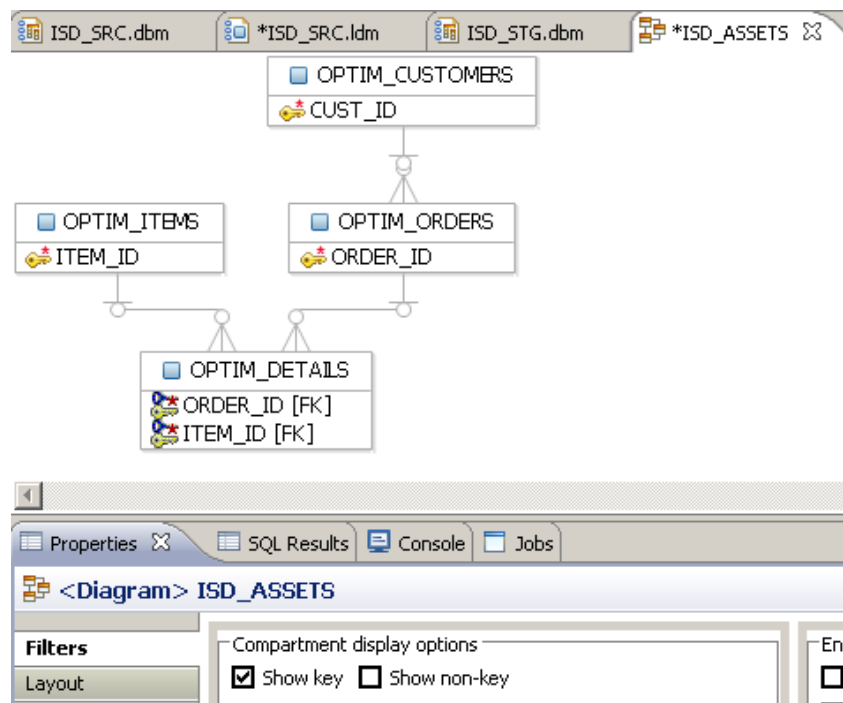 ISD_SRC.dbm *ISD_SRC.ldm ISD_STG.dbm *ISD_ASSETS
OPTIM_CUSTOMERS
CUST_ID
OPTIM_ITEMS OPTIM_ORDERS
ITEM_ID ORDER_ID
OPTIM_DETAILS
ORDER_ID [FK]
ITEM_ID [FK]
Properties SQL Results Console Jobs
<Diagram> ISD_ASSETS
Filters Compartment display options En
Layout Show key Show non-key